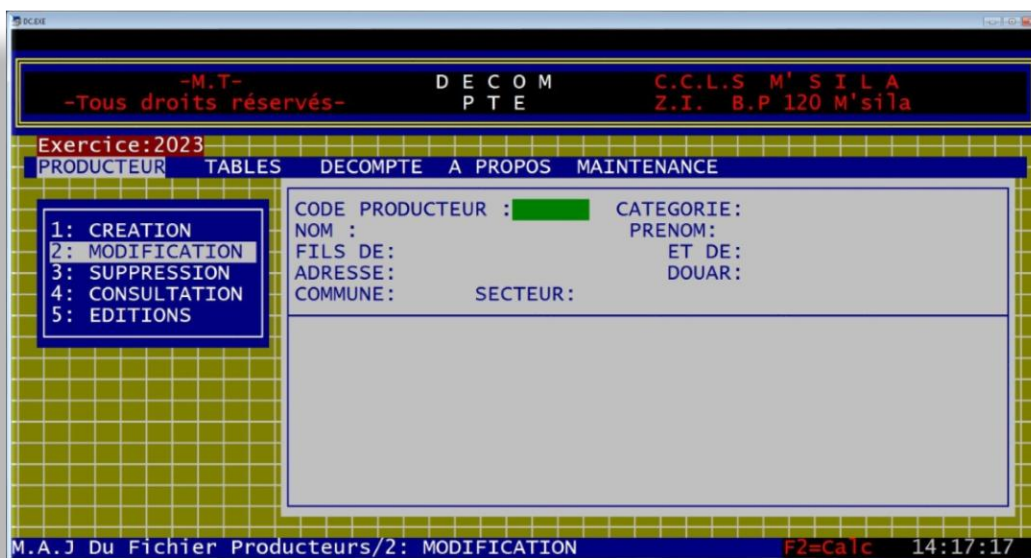 DC.EXE
-M.T- D E C O M C.C.L.S M' S I L A
-Tous droits résérvés- P T E Z.I. B.P 120 M'sila
Exercice:2023
PRODUCTEUR TABLES DECOMPTE A PROPOS MAINTENANCE
1: CREATION
2: MODIFICATION
3: SUPPRESSION
4: CONSULTATION
5: EDITIONS
CODE PRODUCTEUR : CATEGORIE:
NOM : PRENOM:
FILS DE: ET DE:
ADRESSE: DOUAR:
COMMUNE: SECTEUR:
M.A.J Du Fichier Producteurs/2: MODIFICATION F2=Calc 14:17:17